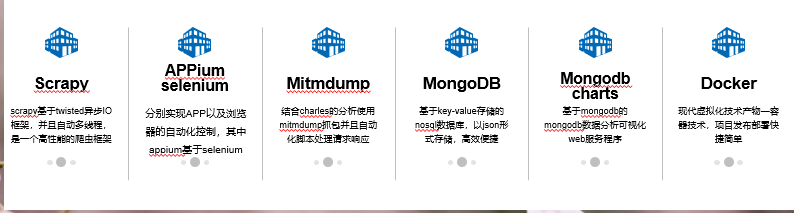 Scrapy
scrapy基于twisted异步IO
框架，并且自动多线程，
是一个高性能的爬虫框架
APPium
selenium
分别实现APP以及浏览
器的自动化控制，其中
appium基于selenium
Mitmdump
结合charles的分析使用
mitmdump抓包并且自动
化脚本处理请求响应
MongoDB
基于key-value存储的
nosql数据库，以json形
式存储，高效便捷
Mongodb
charts
基于mongodb的
mongodb数据分析可视化
web服务程序
Docker
现代虚拟化技术产物—容
器技术，项目发布部署快
捷简单